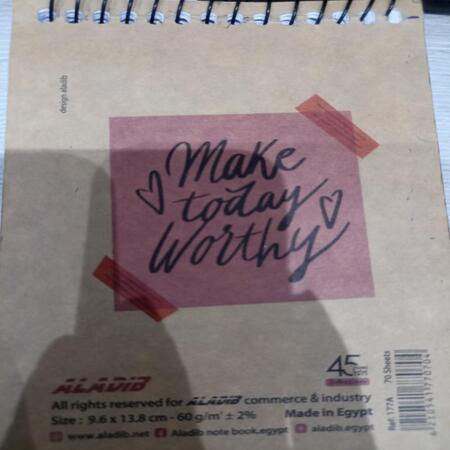 design aladib
Make
today
Worthy
ALADIB
45
All rights reserved for ALADIB commerce & industry
Size : 9.6 x 13.8 cm - 60 g/m² ± 2%
Made in Egypt
www.aladib.net
Aladib note book.egypt
aladib.egypt
Ref. 177A
70 Sheets